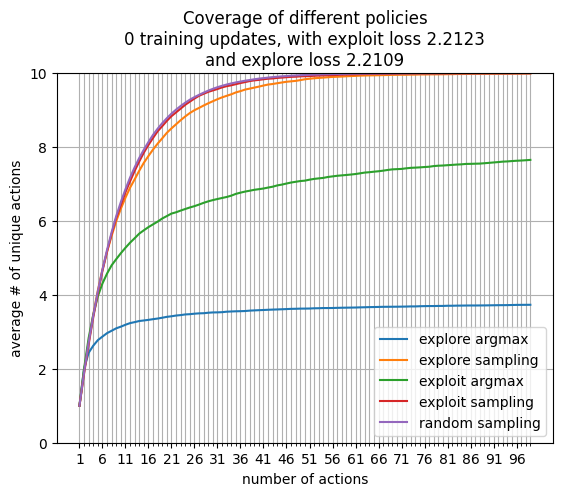 Coverage of different policies
0 training updates, with exploit loss 2.2123
and explore loss 2.2109
10
8
6
4
2
0
average # of unique actions
explore argmax
explore sampling
exploit argmax
exploit sampling
random sampling
1 6 11 16 21 26 31 36 41 46 51 56 61 66 71 76 81 86 91 96
number of actions